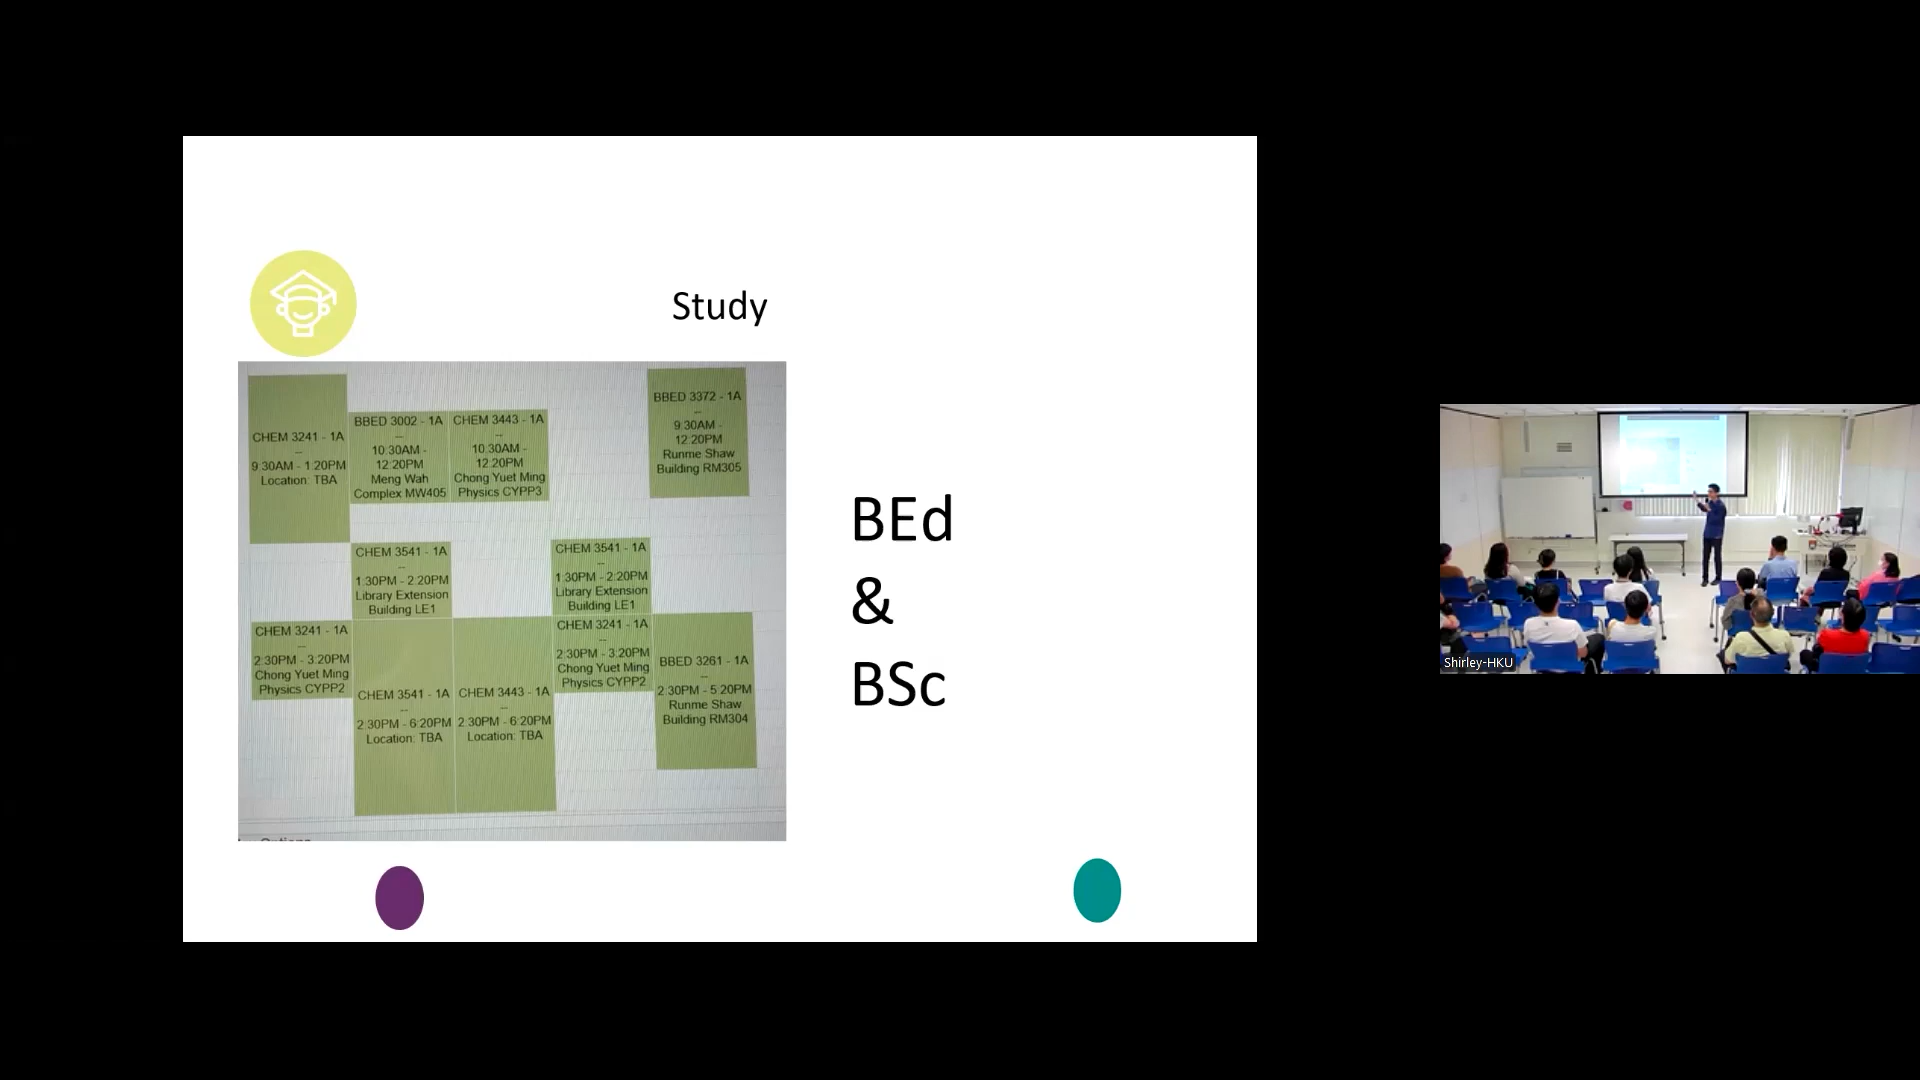 Study
CHEM 3241 - 1A
--
9:30AM - 1:20PM
Location: TBA
BBED 3002 - 1A
--
10:30AM -
12:20PM
Meng Wah
Complex MW405
CHEM 3443 - 1A
--
10:30AM -
12:20PM
Chong Yuet Ming
Physics CYPP3
BBED 3372 - 1A
--
9:30AM -
12:20PM
Runme Shaw
Building RM305
CHEM 3541 - 1A
--
1:30PM - 2:20PM
Library Extension
Building LE1
CHEM 3541 - 1A
--
1:30PM - 2:20PM
Library Extension
Building LE1
CHEM 3241 - 1A
--
2:30PM - 3:20PM
Chong Yuet Ming
Physics CYPP2
CHEM 3541 - 1A
--
2:30PM - 6:20PM
Location: TBA
CHEM 3443 - 1A
--
2:30PM - 6:20PM
Location: TBA
CHEM 3241 - 1A
--
2:30PM - 3:20PM
Chong Yuet Ming
Physics CYPP2
BBED 3261 - 1A
--
2:30PM - 5:20PM
Runme Shaw
Building RM304
BEd
&
BSc
Shirley-HKU